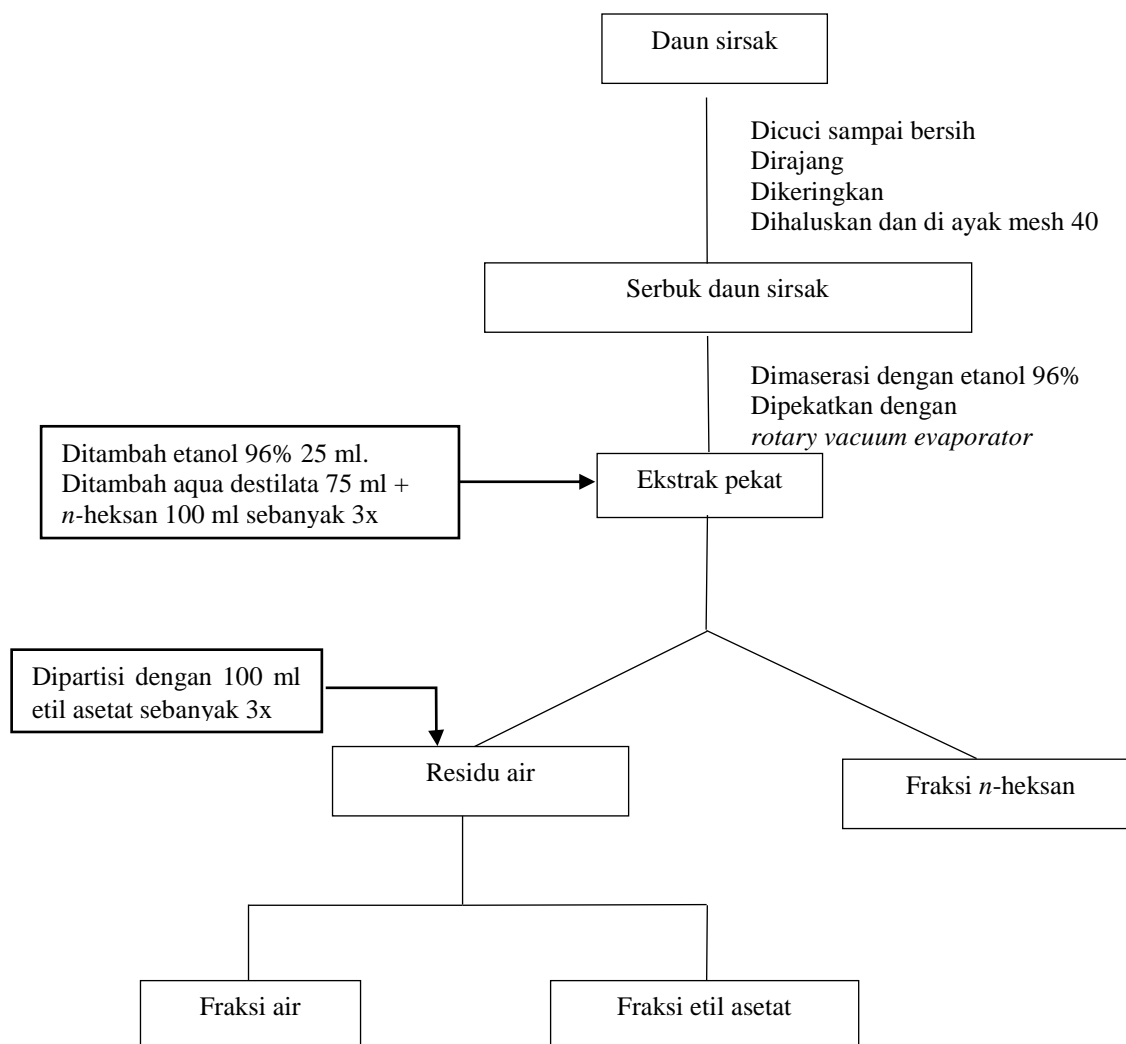 Daun sirsak
Dicuci sampai bersih
Dirajang
Dikeringkan
Dihaluskan dan di ayak mesh 40
Serbuk daun sirsak
Dimaserasi dengan etanol 96%
Dipekatkan dengan
rotary vacuum evaporator
Ditambah etanol 96% 25 ml.
Ditambah aqua destilata 75 ml +
n-heksan 100 ml sebanyak 3x
Ekstrak pekat
Dipartisi dengan 100 ml
etil asetat sebanyak 3x
Residu air
Fraksi n-heksan
Fraksi air
Fraksi etil asetat